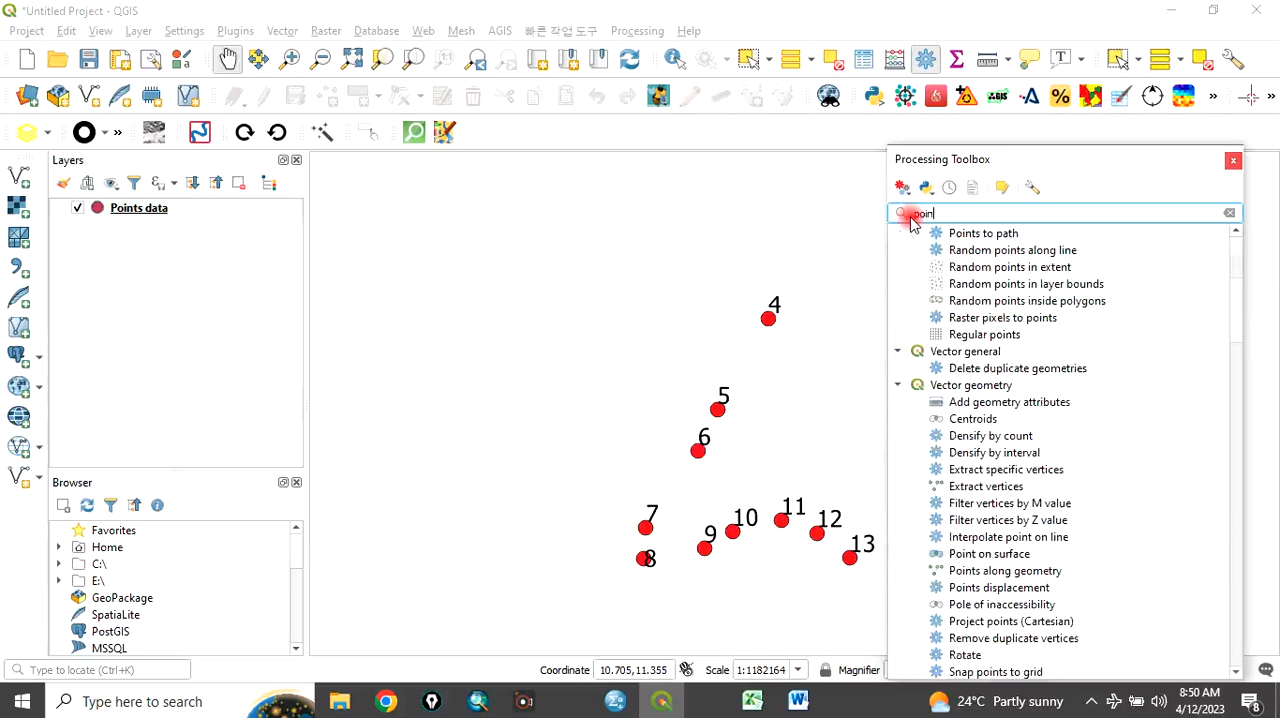 *Untitled Project - QGIS
Project Edit View Layer Settings Plugins Vector Raster Database Web Mesh AGIS 빠른 작업 도구 Processing Help
Layers
Points data
Browser
Favorites
Home
C:\
E:\
GeoPackage
SpatiaLite
PostGIS
MSSQL
4
5
6
7
8
9
10
11
12
13
Processing Toolbox
poin
Points to path
Random points along line
Random points in extent
Random points in layer bounds
Random points inside polygons
Raster pixels to points
Regular points
Vector general
Delete duplicate geometries
Vector geometry
Add geometry attributes
Centroids
Densify by count
Densify by interval
Extract specific vertices
Extract vertices
Filter vertices by M value
Filter vertices by Z value
Interpolate point on line
Point on surface
Points along geometry
Points displacement
Pole of inaccessibility
Project points (Cartesian)
Remove duplicate vertices
Rotate
Snap points to grid
Type to locate (Ctrl+K)
Coordinate 10.705,11.355 Scale 1:1182164 Magnifier
Type here to search
24°C Partly sunny
8:50 AM
4/12/2023
8